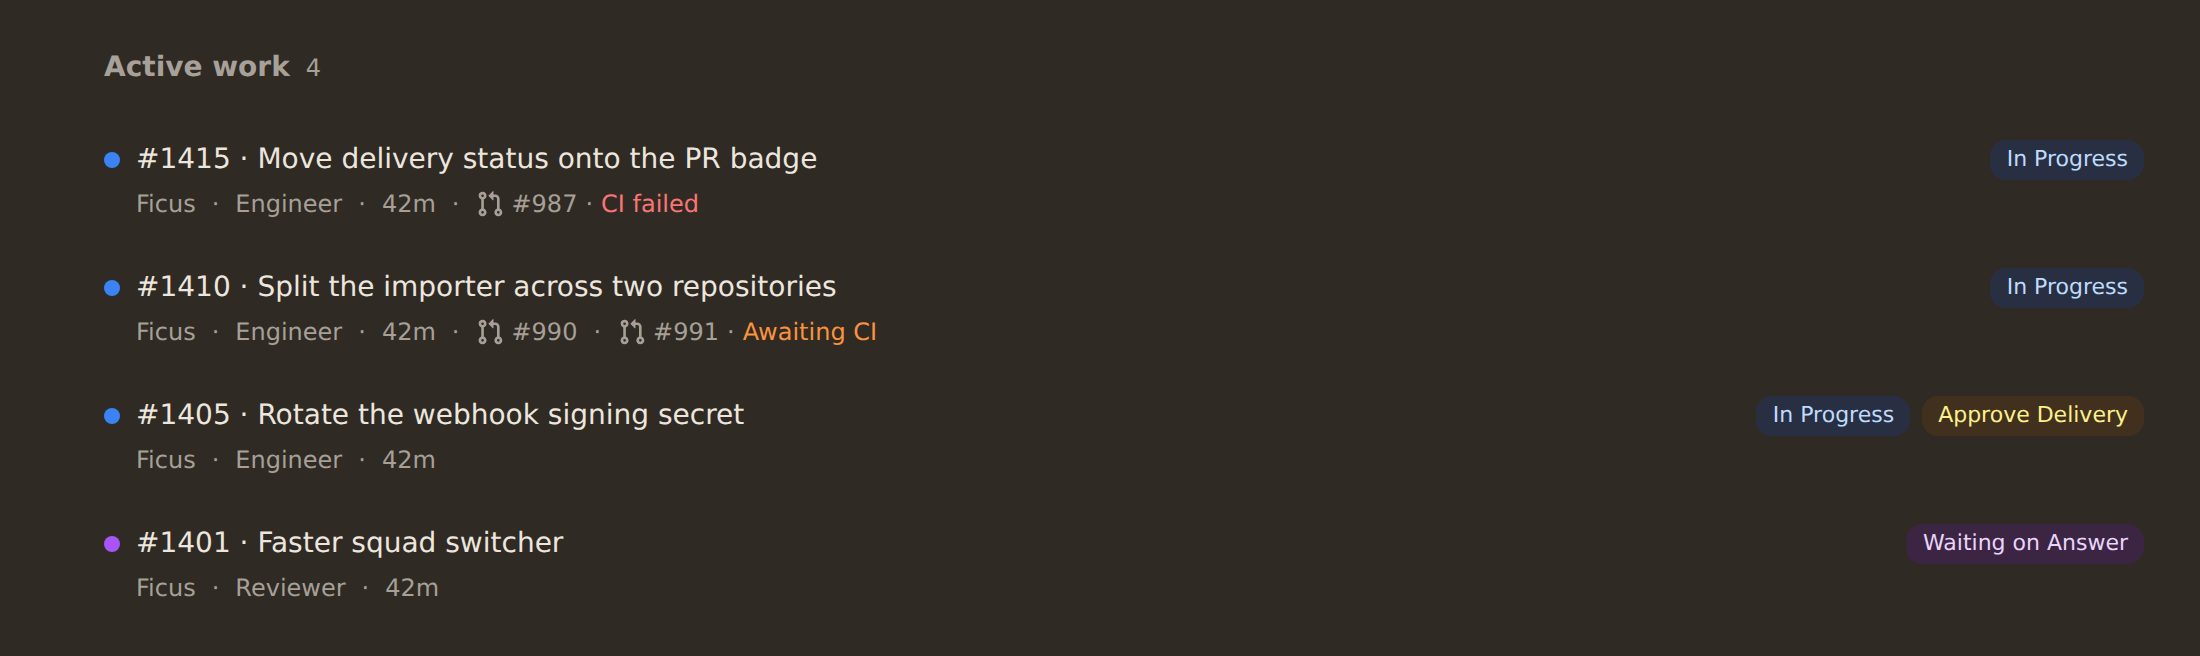 Active work 4
#1415 · Move delivery status onto the PR badge In Progress
Ficus · Engineer · 42m · #987 · CI failed
#1410 · Split the importer across two repositories In Progress
Ficus · Engineer · 42m · #990 · #991 · Awaiting CI
#1405 · Rotate the webhook signing secret In Progress Approve Delivery
Ficus · Engineer · 42m
#1401 · Faster squad switcher Waiting on Answer
Ficus · Reviewer · 42m